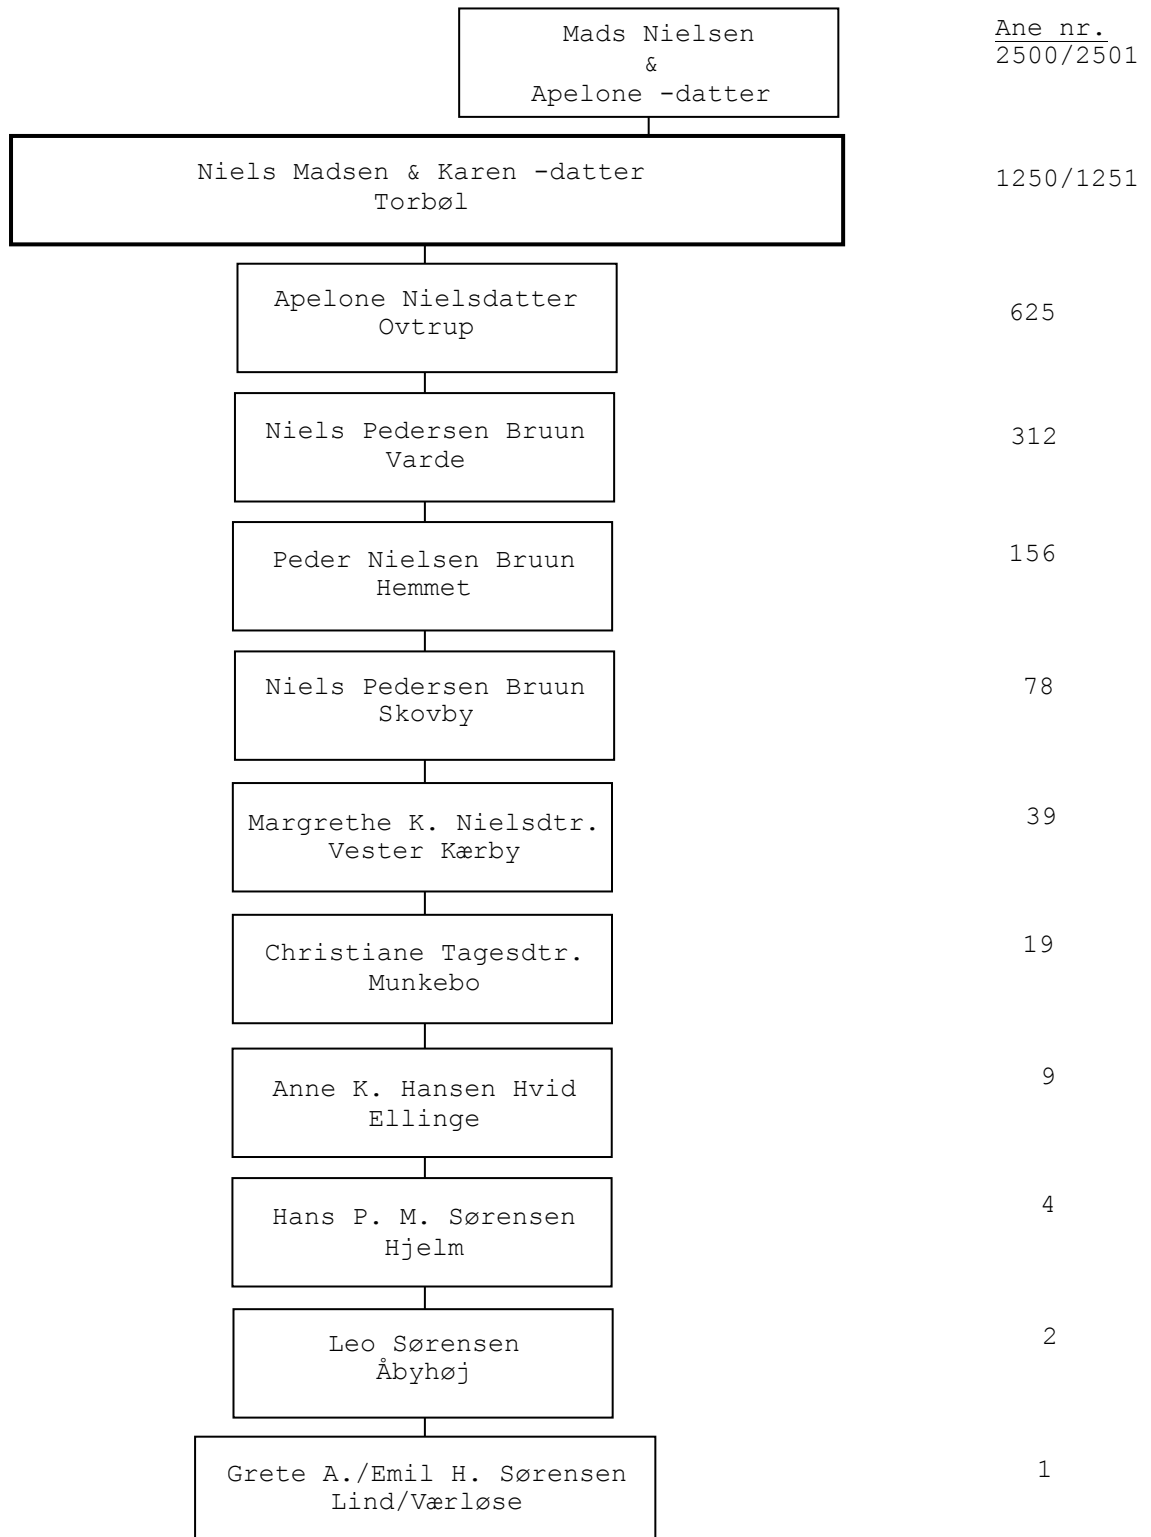 Mads Nielsen
&
Apelone -datter
Ane nr.
2500/2501
Niels Madsen & Karen -datter
Torbøl
1250/1251
Apelone Nielsdatter
Ovtrup
625
Niels Pedersen Bruun
Varde
312
Peder Nielsen Bruun
Hemmet
156
Niels Pedersen Bruun
Skovby
78
Margrethe K. Nielsdtr.
Vester Kærby
39
Christiane Tagesdtr.
Munkebo
19
Anne K. Hansen Hvid
Ellinge
9
Hans P. M. Sørensen
Hjelm
4
Leo Sørensen
Åbyhøj
2
Grete A./Emil H. Sørensen
Lind/Værløse
1